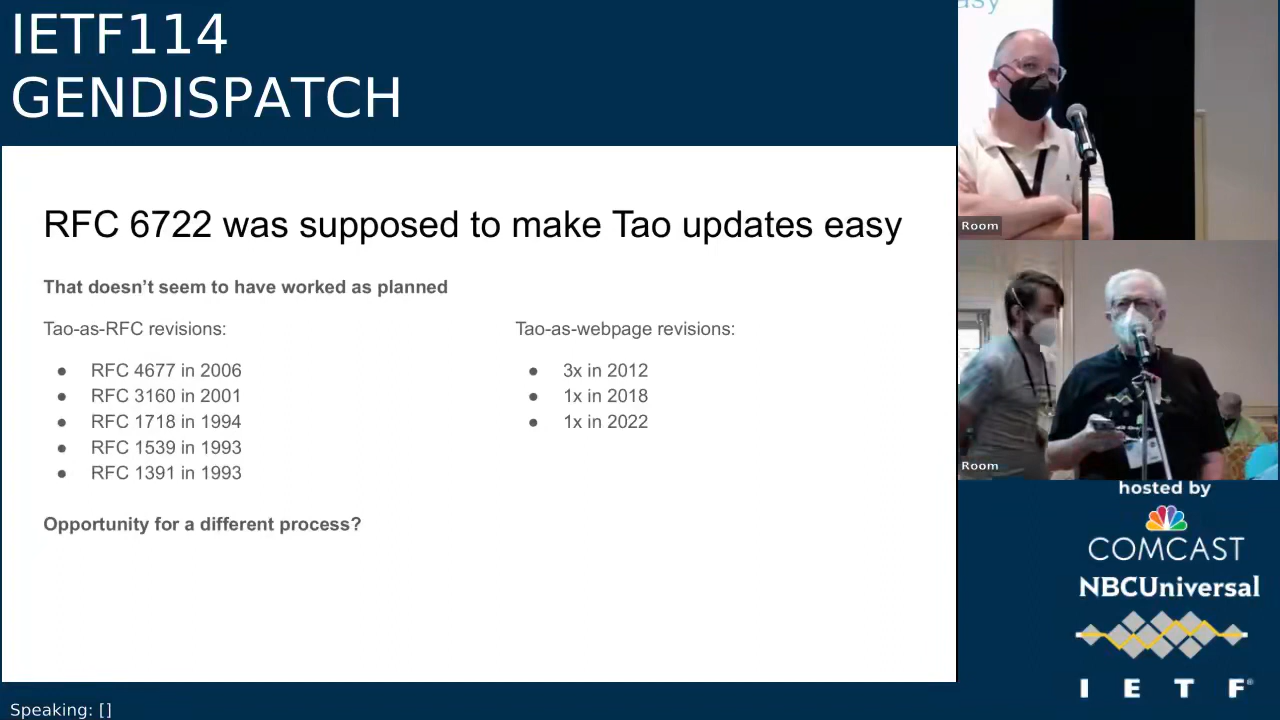 IETF114
GENDISPATCH
RFC 6722 was supposed to make Tao updates easy
That doesn’t seem to have worked as planned
Tao-as-RFC revisions:
● RFC 4677 in 2006
● RFC 3160 in 2001
● RFC 1718 in 1994
● RFC 1539 in 1993
● RFC 1391 in 1993
Tao-as-webpage revisions:
● 3x in 2012
● 1x in 2018
● 1x in 2022
Opportunity for a different process?
asy
Room
Room
hosted by
COMCAST
NBCUniversal
I E T F®
Speaking: []